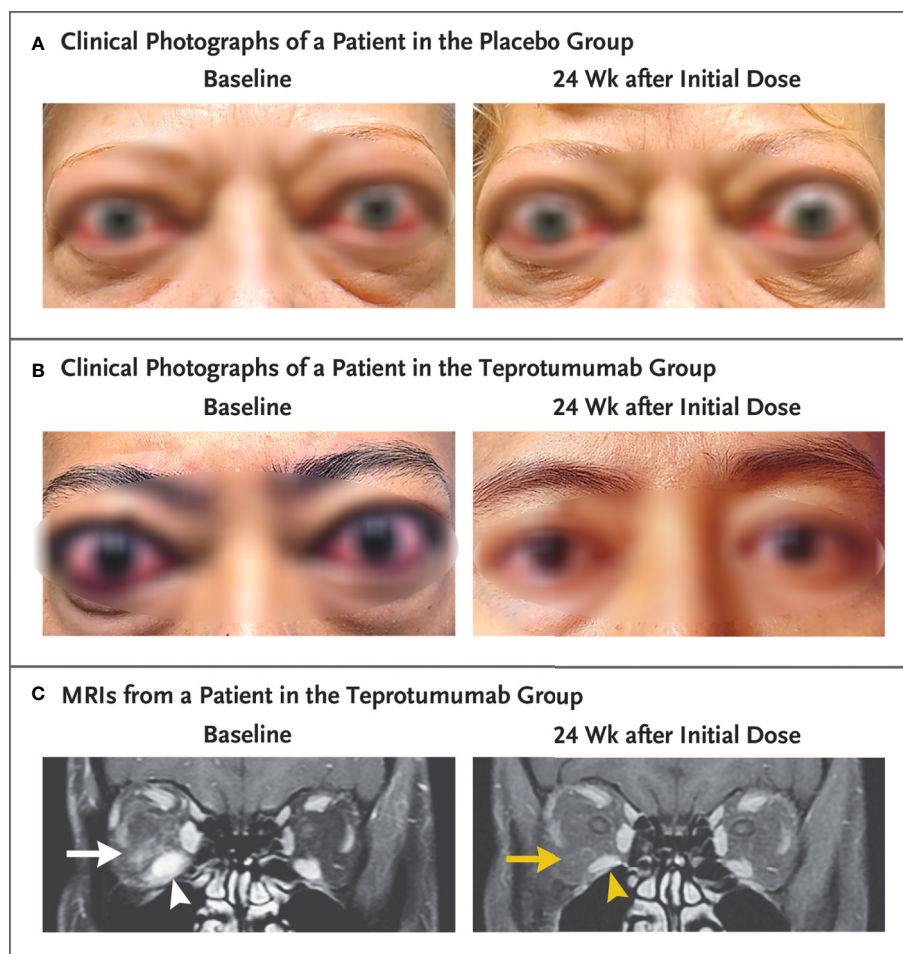 A Clinical Photographs of a Patient in the Placebo Group
Baseline 24 Wk after Initial Dose
B Clinical Photographs of a Patient in the Teprotumumab Group
Baseline 24 Wk after Initial Dose
C MRIs from a Patient in the Teprotumumab Group
Baseline 24 Wk after Initial Dose